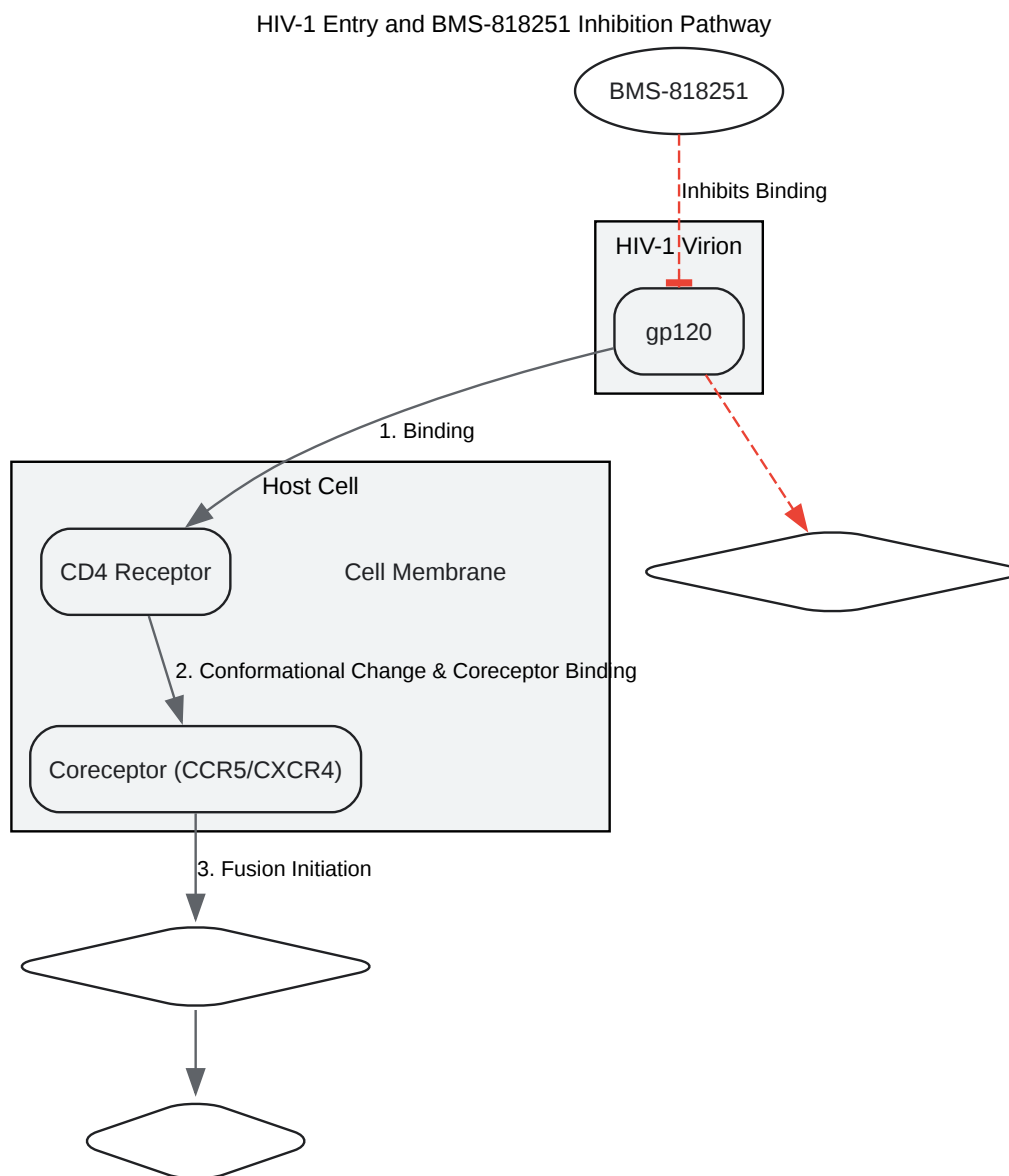 HIV-1 Entry and BMS-818251 Inhibition Pathway
BMS-818251
Inhibits Binding
HIV-1 Virion
gp120
1. Binding
Host Cell
CD4 Receptor
Cell Membrane
2. Conformational Change & Coreceptor Binding
Coreceptor (CCR5/CXCR4)
3. Fusion Initiation